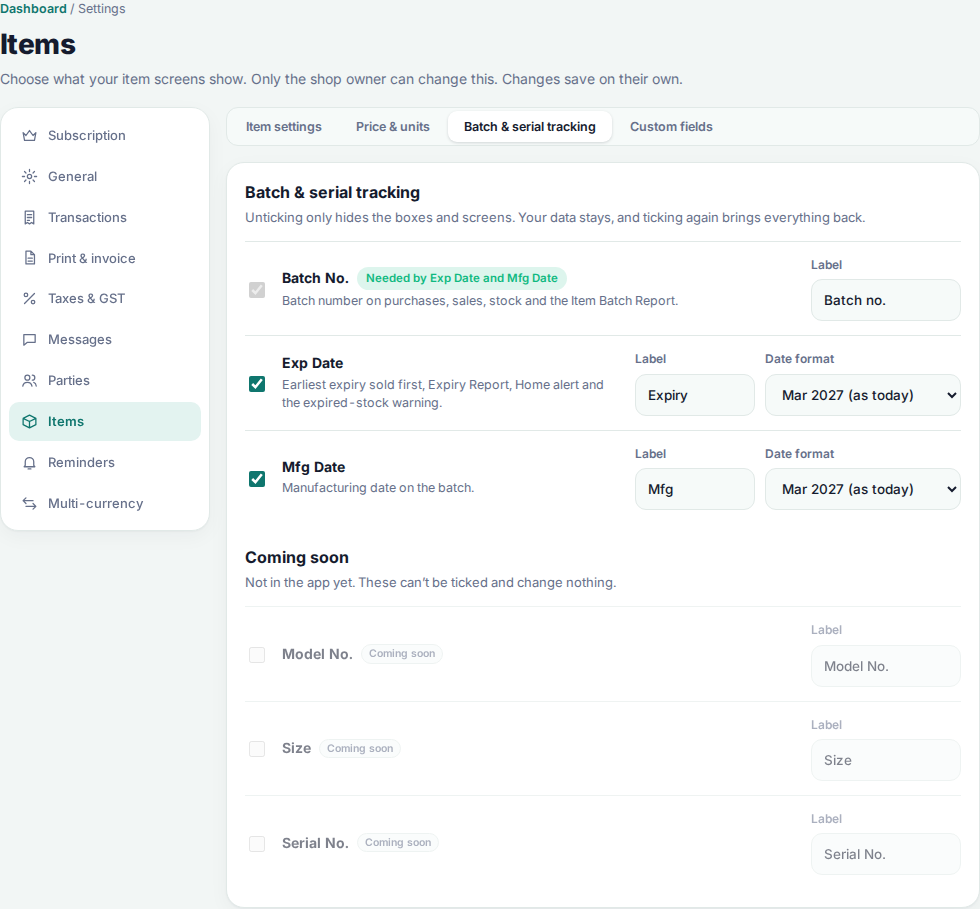 Dashboard / Settings
Items
Choose what your item screens show. Only the shop owner can change this. Changes save on their own.
Subscription
General
Transactions
Print & invoice
Taxes & GST
Messages
Parties
Items
Reminders
Multi-currency
Item settings
Price & units
Batch & serial tracking
Custom fields
Batch & serial tracking
Unticking only hides the boxes and screens. Your data stays, and ticking again brings everything back.
Batch No. Needed by Exp Date and Mfg Date
Batch number on purchases, sales, stock and the Item Batch Report.
Label
Batch no.
Exp Date
Earliest expiry sold first, Expiry Report, Home alert and
the expired-stock warning.
Label
Expiry
Date format
Mar 2027 (as today)
Mfg Date
Manufacturing date on the batch.
Label
Mfg
Date format
Mar 2027 (as today)
Coming soon
Not in the app yet. These can’t be ticked and change nothing.
Model No. Coming soon
Label
Model No.
Size Coming soon
Label
Size
Serial No. Coming soon
Label
Serial No.